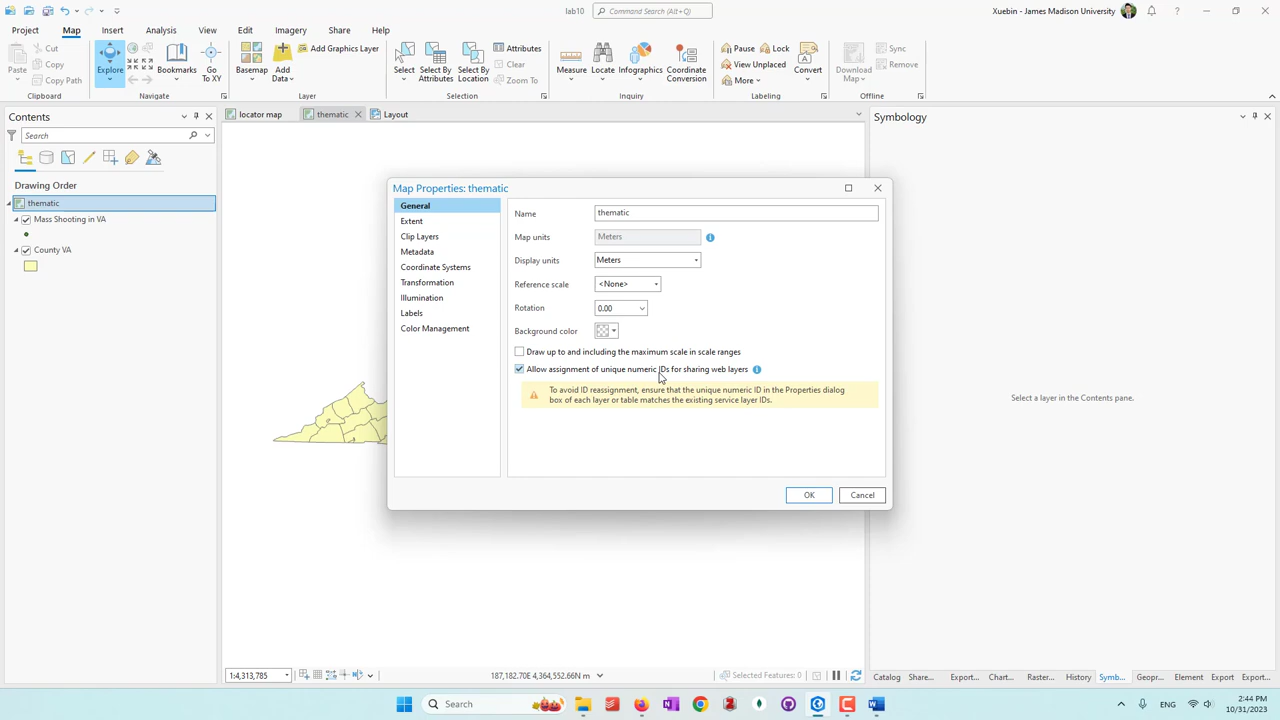 lab10
Command Search (Alt+Q)
Xuebin - James Madison University
Project
Map
Insert
Analysis
View
Edit
Imagery
Share
Help
Paste
Cut
Copy
Copy Path
Clipboard
Explore
Bookmarks
Go
To XY
Navigate
Basemap
Add
Data
Add Graphics Layer
Layer
Select
Select By
Attributes
Select By
Location
Attributes
Clear
Zoom To
Selection
Measure
Locate
Infographics
Coordinate
Conversion
Inquiry
Pause
Lock
View Unplaced
More
Labeling
Convert
Download
Map
Sync
Remove
Offline
Contents
Search
Drawing Order
thematic
Mass Shooting in VA
County VA
locator map
thematic
Layout
Symbology
Select a layer in the Contents pane.
Map Properties: thematic
General
Extent
Clip Layers
Metadata
Coordinate Systems
Transformation
Illumination
Labels
Color Management
Name thematic
Map units Meters
Display units Meters
Reference scale <None>
Rotation 0.00
Background color
Draw up to and including the maximum scale in scale ranges
Allow assignment of unique numeric IDs for sharing web layers
To avoid ID reassignment, ensure that the unique numeric ID in the Properties dialog
box of each layer or table matches the existing service layer IDs.
OK
Cancel
1:4,313,785
187,182.70E 4,364,552.66N m
Selected Features: 0
Catalog
Share...
Export...
Chart...
Raster...
History
Symb...
Geopr...
Element
Export
Export
Search
ENG
2:44 PM
10/31/2023